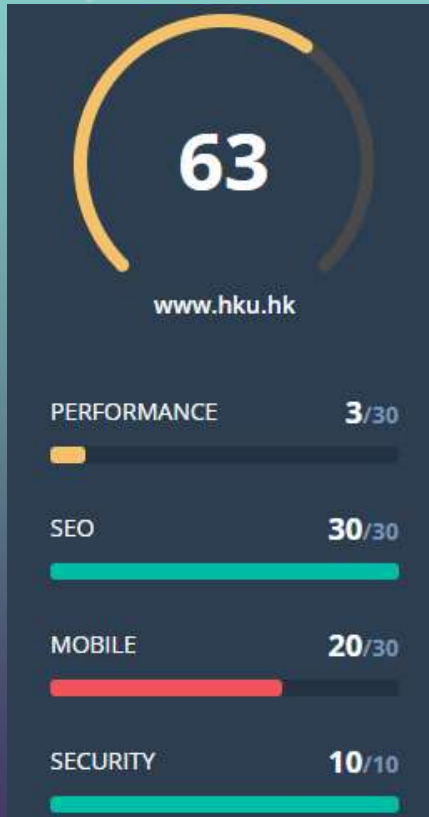 63
www.hku.hk
PERFORMANCE 3/30
SEO 30/30
MOBILE 20/30
SECURITY 10/10